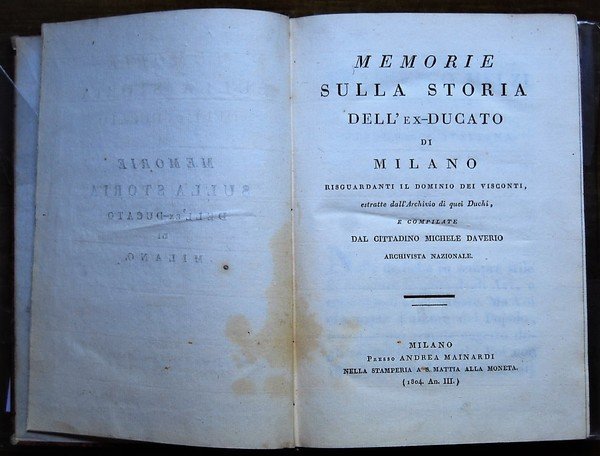 MEMORIE
SULLA STORIA
DELL' EX-DUCATO
DI
MILANO
RISGUARDANTI IL DOMINIO DEI VISCONTI,
estratte dall'Archivio di quei Duchi,
E COMPILATE
DAL CITTADINO MICHELE DAVERIO
ARCHIVISTA NAZIONALE.
MILANO
Presso ANDREA MAINARDI
NELLA STAMPERIA A S. MATTIA ALLA MONETA.
(1804. An. III.)